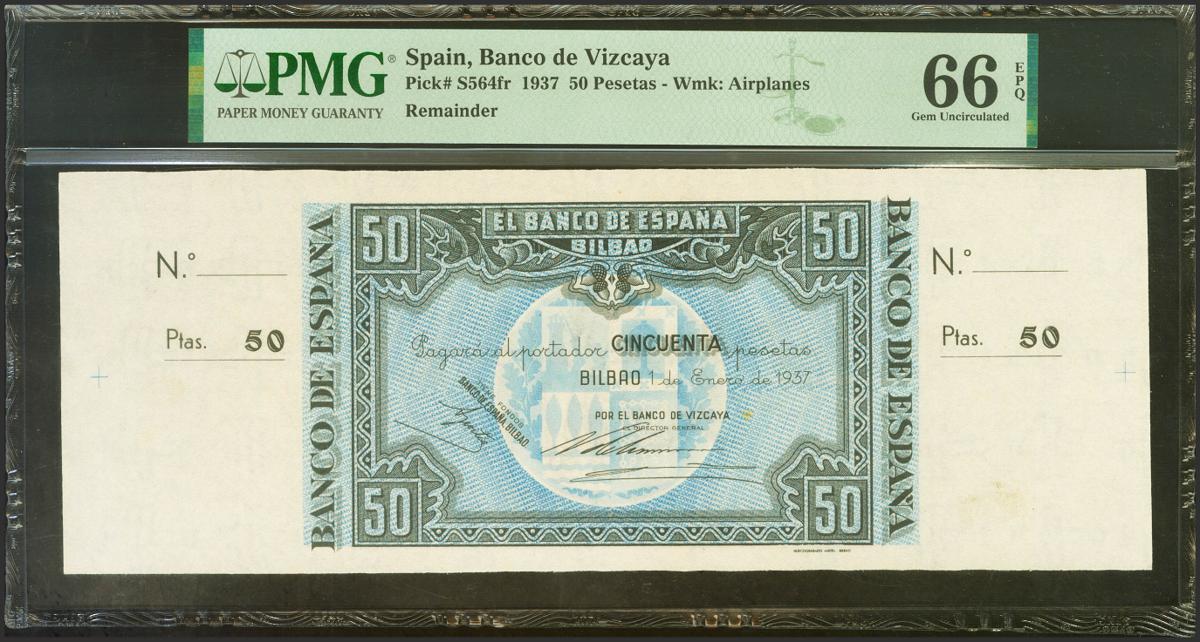 PMG®
PAPER MONEY GUARANTY
Spain, Banco de Vizcaya
Pick# S564fr 1937 50 Pesetas - Wmk: Airplanes
Remainder
66
EPQ
Gem Uncirculated
N.º
Ptas. 50
BANCO DE ESPAÑA
50
EL BANCO DE ESPAÑA
BILBAO
50
Pagará al portador CINCUENTA pesetas
BILBAO 1 de Enero de 1937
FONDOS
BANCO DE ESPAÑA, BILBAO.
POR EL BANCO DE VIZCAYA
EL DIRECTOR GENERAL
50
50
BANCO DE ESPAÑA
N.º
Ptas. 50